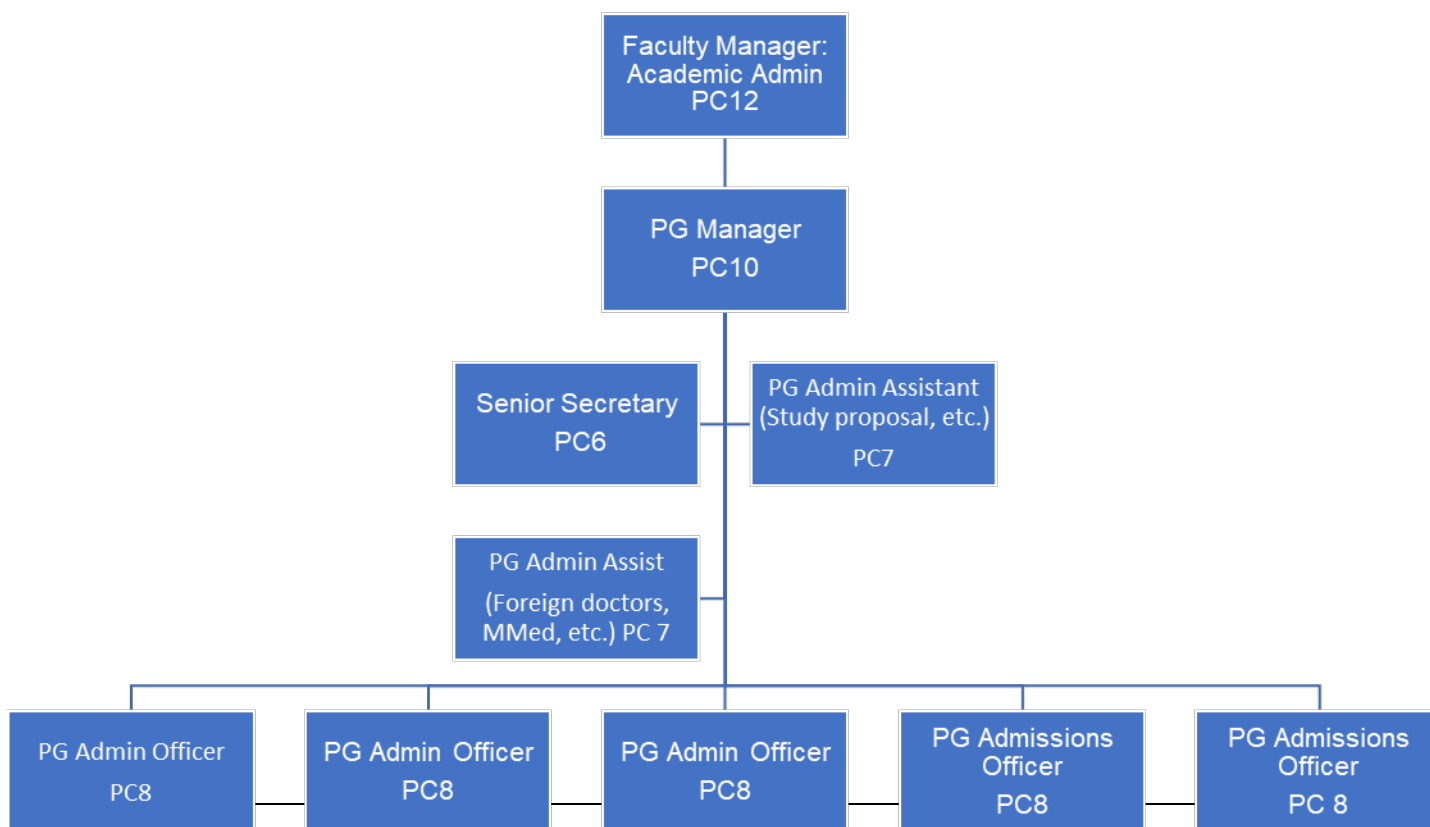 Faculty Manager:
Academic Admin
PC12
PG Manager
PC10
Senior Secretary
PC6
PG Admin Assistant
(Study proposal, etc.)
PC7
PG Admin Assist
(Foreign doctors,
MMed, etc.) PC 7
PG Admin Officer
PC8
PG Admin Officer
PC8
PG Admin Officer
PC8
PG Admissions
Officer
PC8
PG Admissions
Officer
PC 8